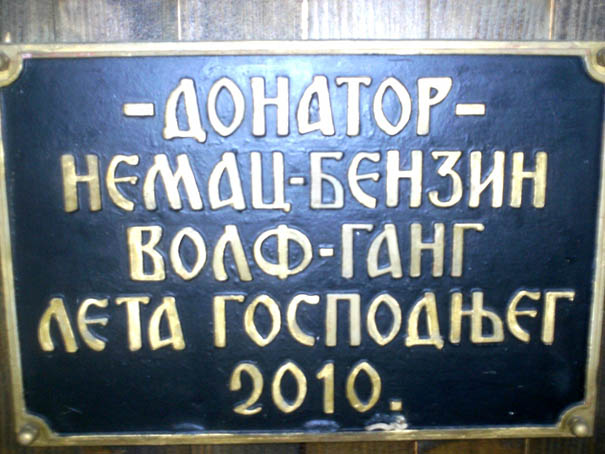 -ДОНАТОР-
НЕМАЦ-БЕНЗИН
ВОЛФ-ГАНГ
ЛЕТА ГОСПОДЊЕГ
2010.